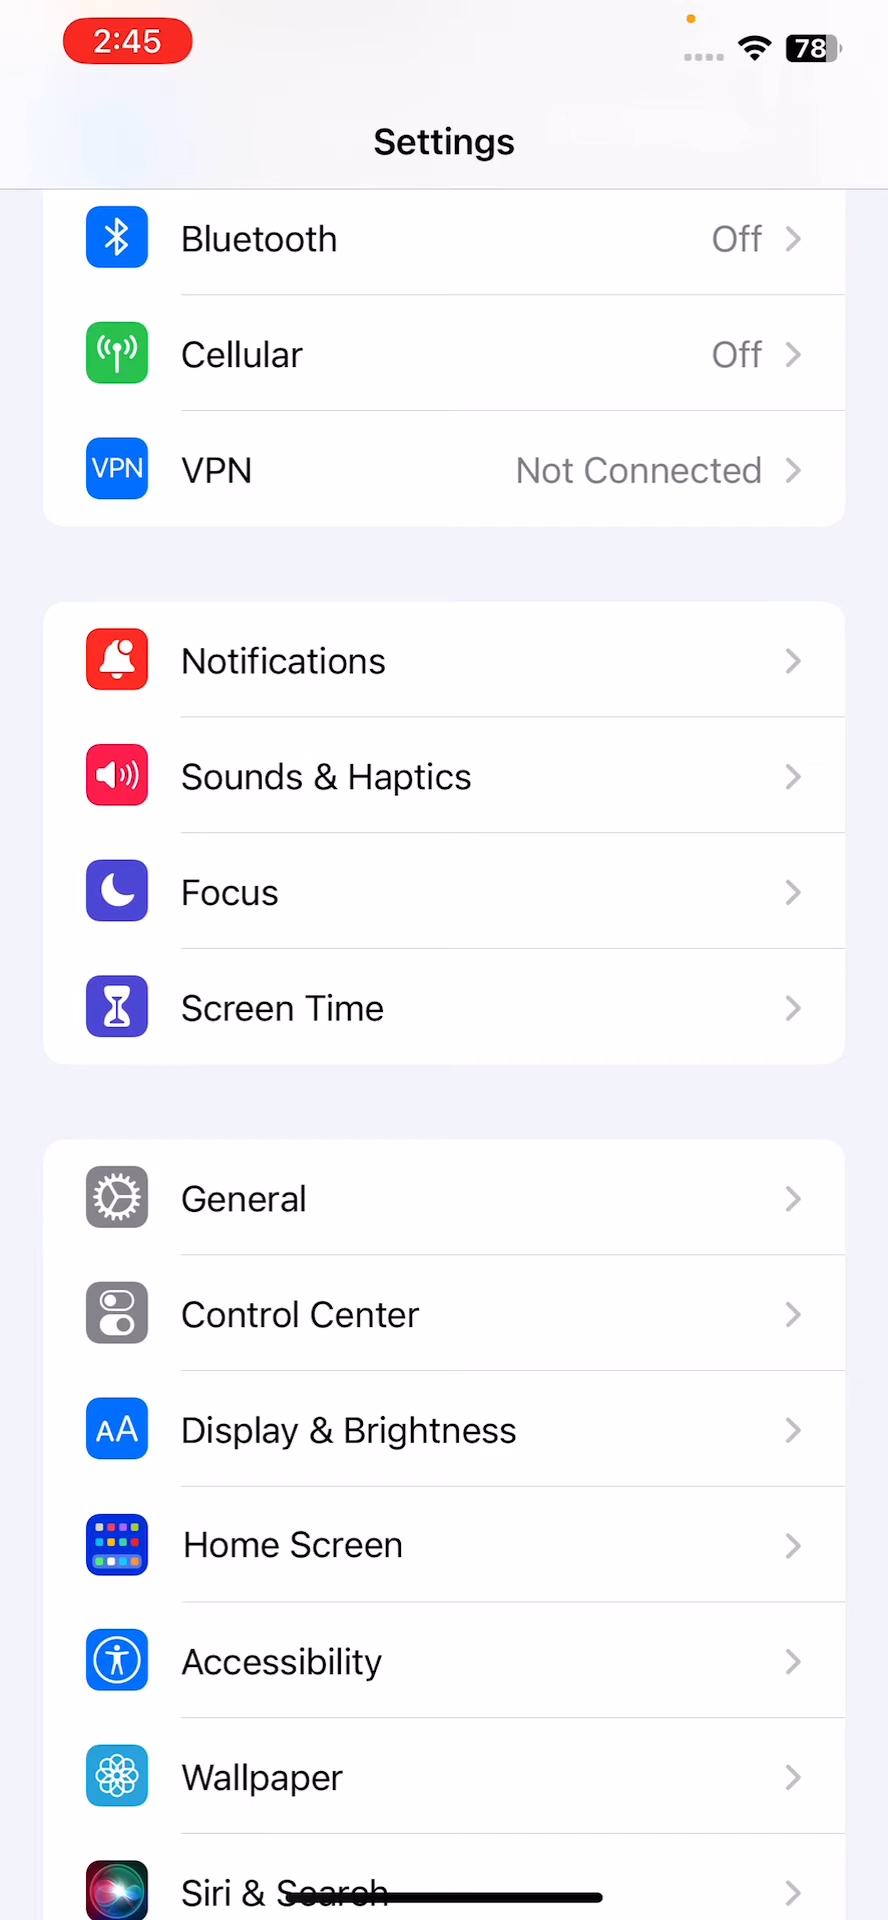 2:45
78
Settings
Bluetooth Off
Cellular Off
VPN VPN Not Connected
Notifications
Sounds & Haptics
Focus
Screen Time
General
Control Center
AA Display & Brightness
Home Screen
Accessibility
Wallpaper
Siri & Search